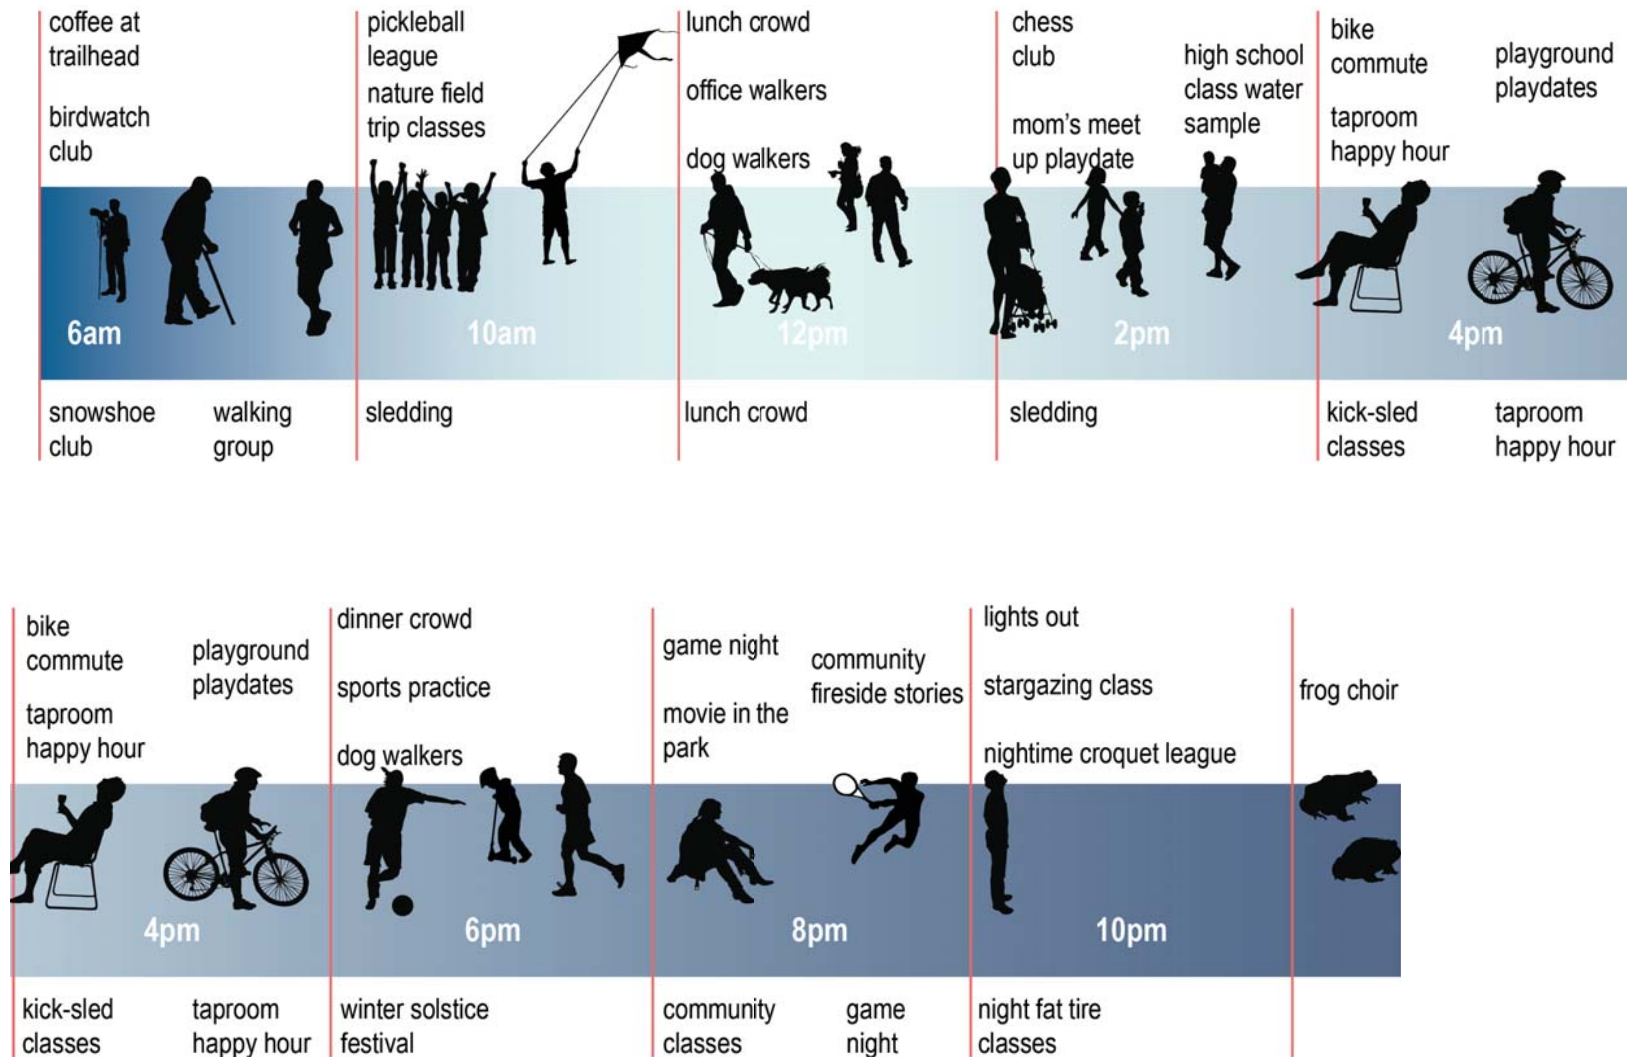 coffee at
trailhead
birdwatch
club
pickleball
league
nature field
trip classes
lunch crowd
office walkers
dog walkers
chess
club
mom's meet
up playdate
high school
class water
sample
bike
commute
taproom
happy hour
playground
playdates
6am
10am
12pm
2pm
4pm
snowshoe
club
walking
group
sledding
lunch crowd
sledding
kick-sled
classes
taproom
happy hour
bike
commute
taproom
happy hour
playground
playdates
dinner crowd
sports practice
dog walkers
game night
movie in the
park
community
fireside stories
lights out
stargazing class
nightime croquet league
frog choir
4pm
6pm
8pm
10pm
kick-sled
classes
taproom
happy hour
winter solstice
festival
community
classes
game
night
night fat tire
classes